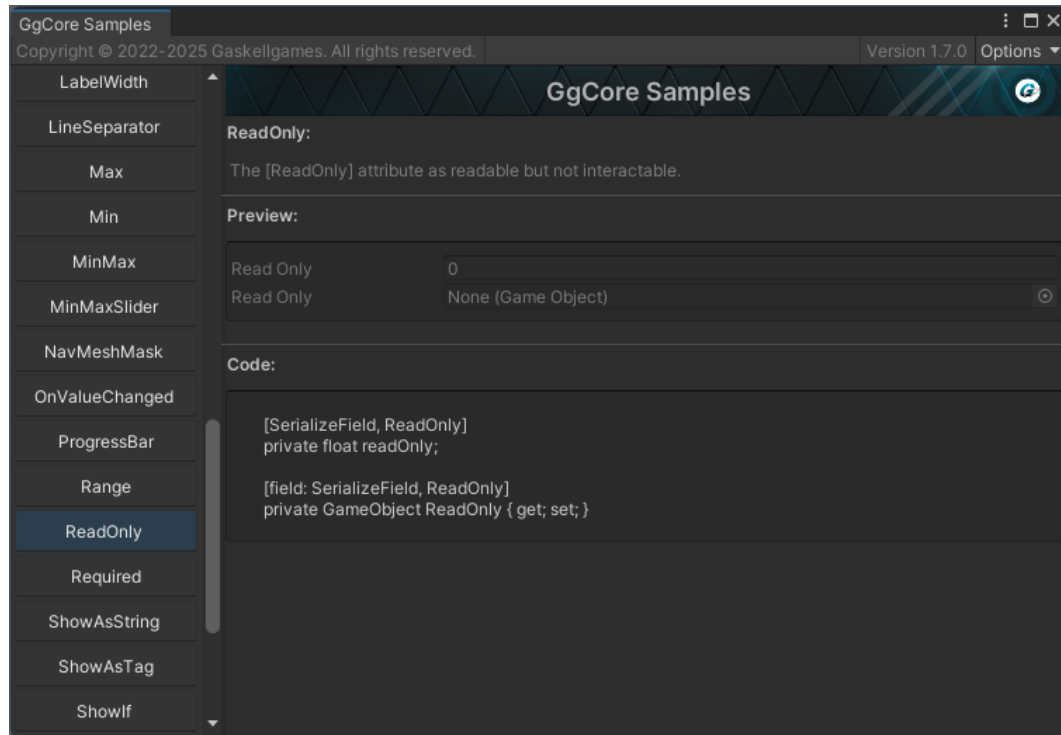 GgCore Samples
Copyright © 2022-2025 Gaskellgames. All rights reserved.
Version 1.7.0
Options
LabelWidth
LineSeparator
Max
Min
MinMax
MinMaxSlider
NavMeshMask
OnValueChanged
ProgressBar
Range
ReadOnly
Required
ShowAsString
ShowAsTag
ShowIf
GgCore Samples
G
ReadOnly:
The [ReadOnly] attribute as readable but not interactable.
Preview:
Read Only 0
Read Only None (Game Object)
Code:
[SerializeField, ReadOnly]
private float readOnly;
[field: SerializeField, ReadOnly]
private GameObject ReadOnly { get; set; }